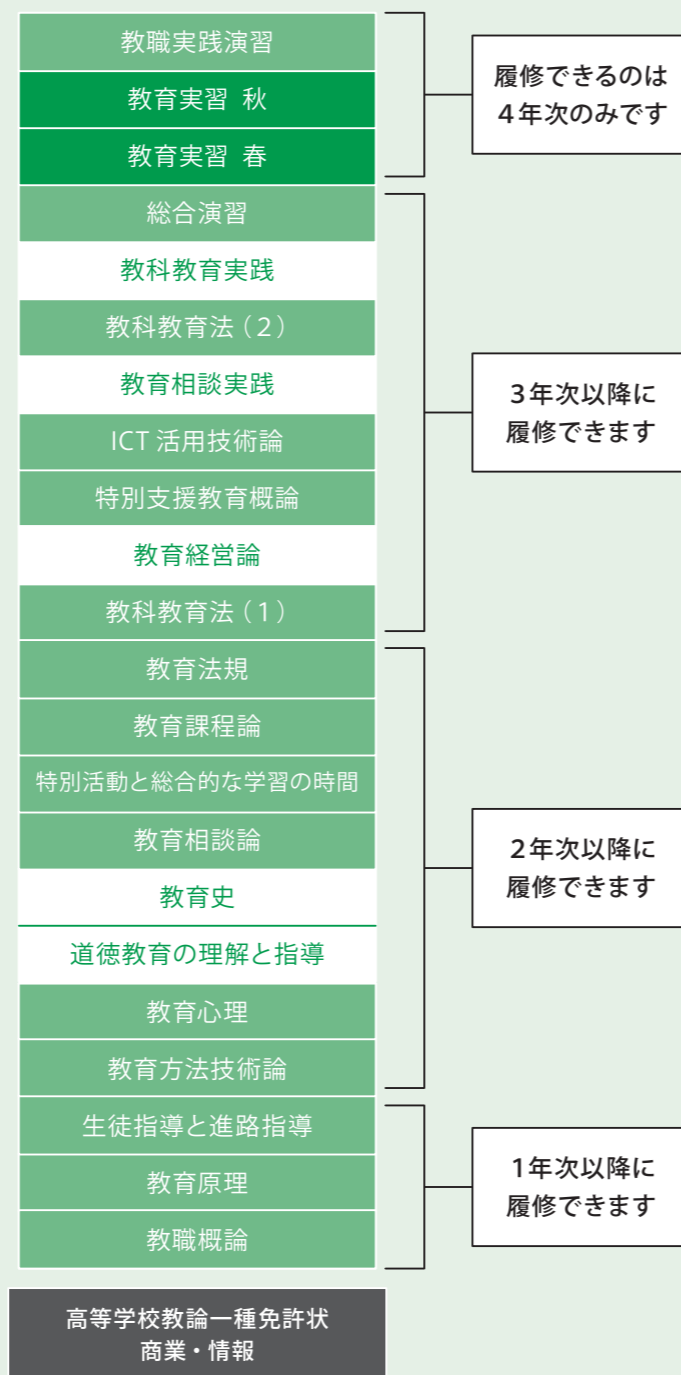 教職実践演習
教育実習 秋
教育実習 春
履修できるのは
4年次のみです
総合演習
教科教育実践
教科教育法(2)
教育相談実践
ICT 活用技術論
特別支援教育概論
教育経営論
教科教育法(1)
3年次以降に
履修できます
教育法規
教育課程論
特別活動と総合的な学習の時間
教育相談論
教育史
道徳教育の理解と指導
教育心理
教育方法技術論
2年次以降に
履修できます
生徒指導と進路指導
教育原理
教職概論
1年次以降に
履修できます
高等学校教諭一種免許状
商業・情報